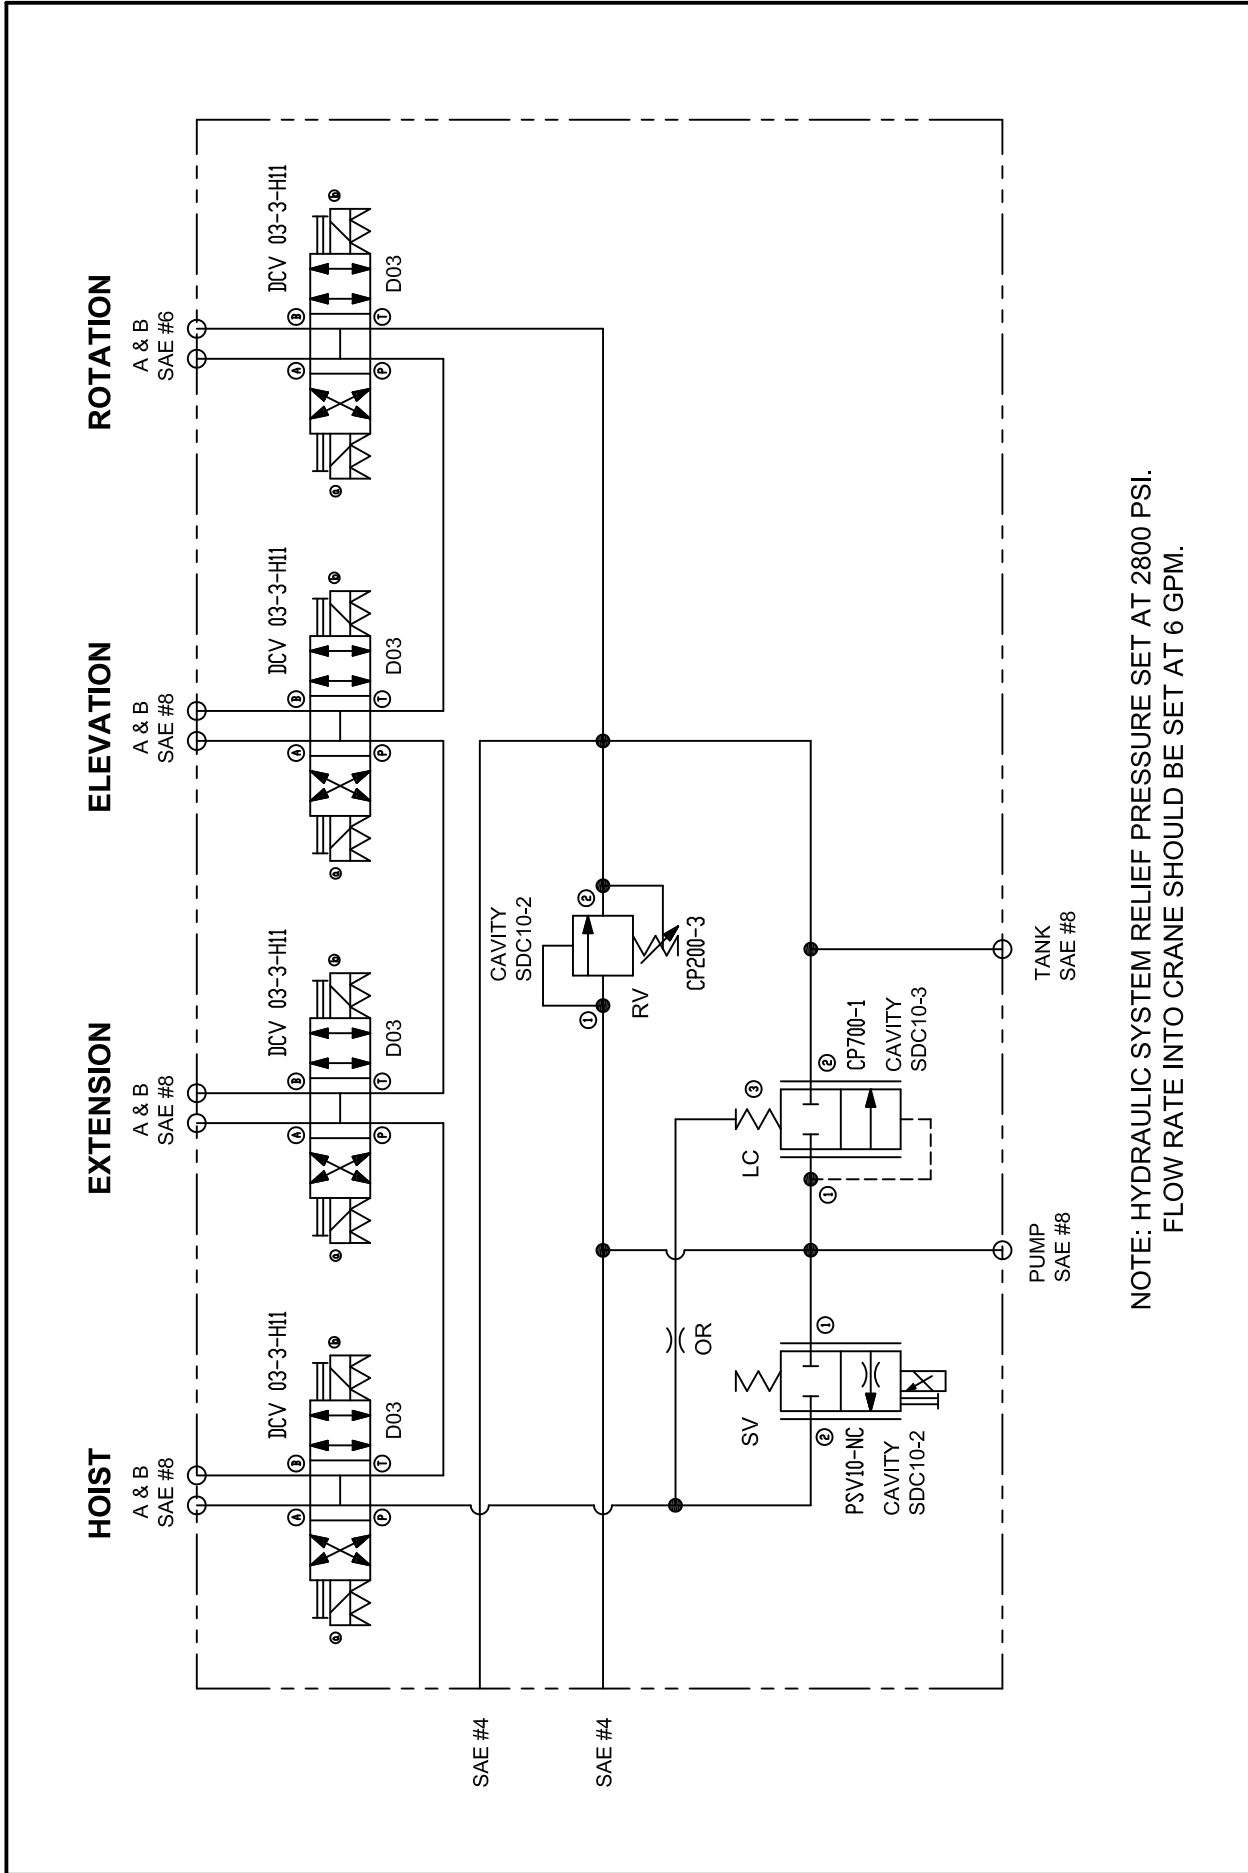 HOIST
A & B
SAE #8
DCV 03-3-H11
A
B
a
b
P
T
D03
EXTENSION
A & B
SAE #8
DCV 03-3-H11
A
B
a
b
P
T
D03
ELEVATION
A & B
SAE #8
DCV 03-3-H11
A
B
a
b
P
T
D03
ROTATION
A & B
SAE #6
DCV 03-3-H11
A
B
a
b
P
T
D03
SAE #4
SAE #4
CAVITY
SDC10-2
1
2
RV
CP200-3
OR
SV
2
1
PSV10-NC
CAVITY
SDC10-2
LC
3
1
2
CP700-1
CAVITY
SDC10-3
PUMP
SAE #8
TANK
SAE #8
NOTE: HYDRAULIC SYSTEM RELIEF PRESSURE SET AT 2800 PSI.
FLOW RATE INTO CRANE SHOULD BE SET AT 6 GPM.